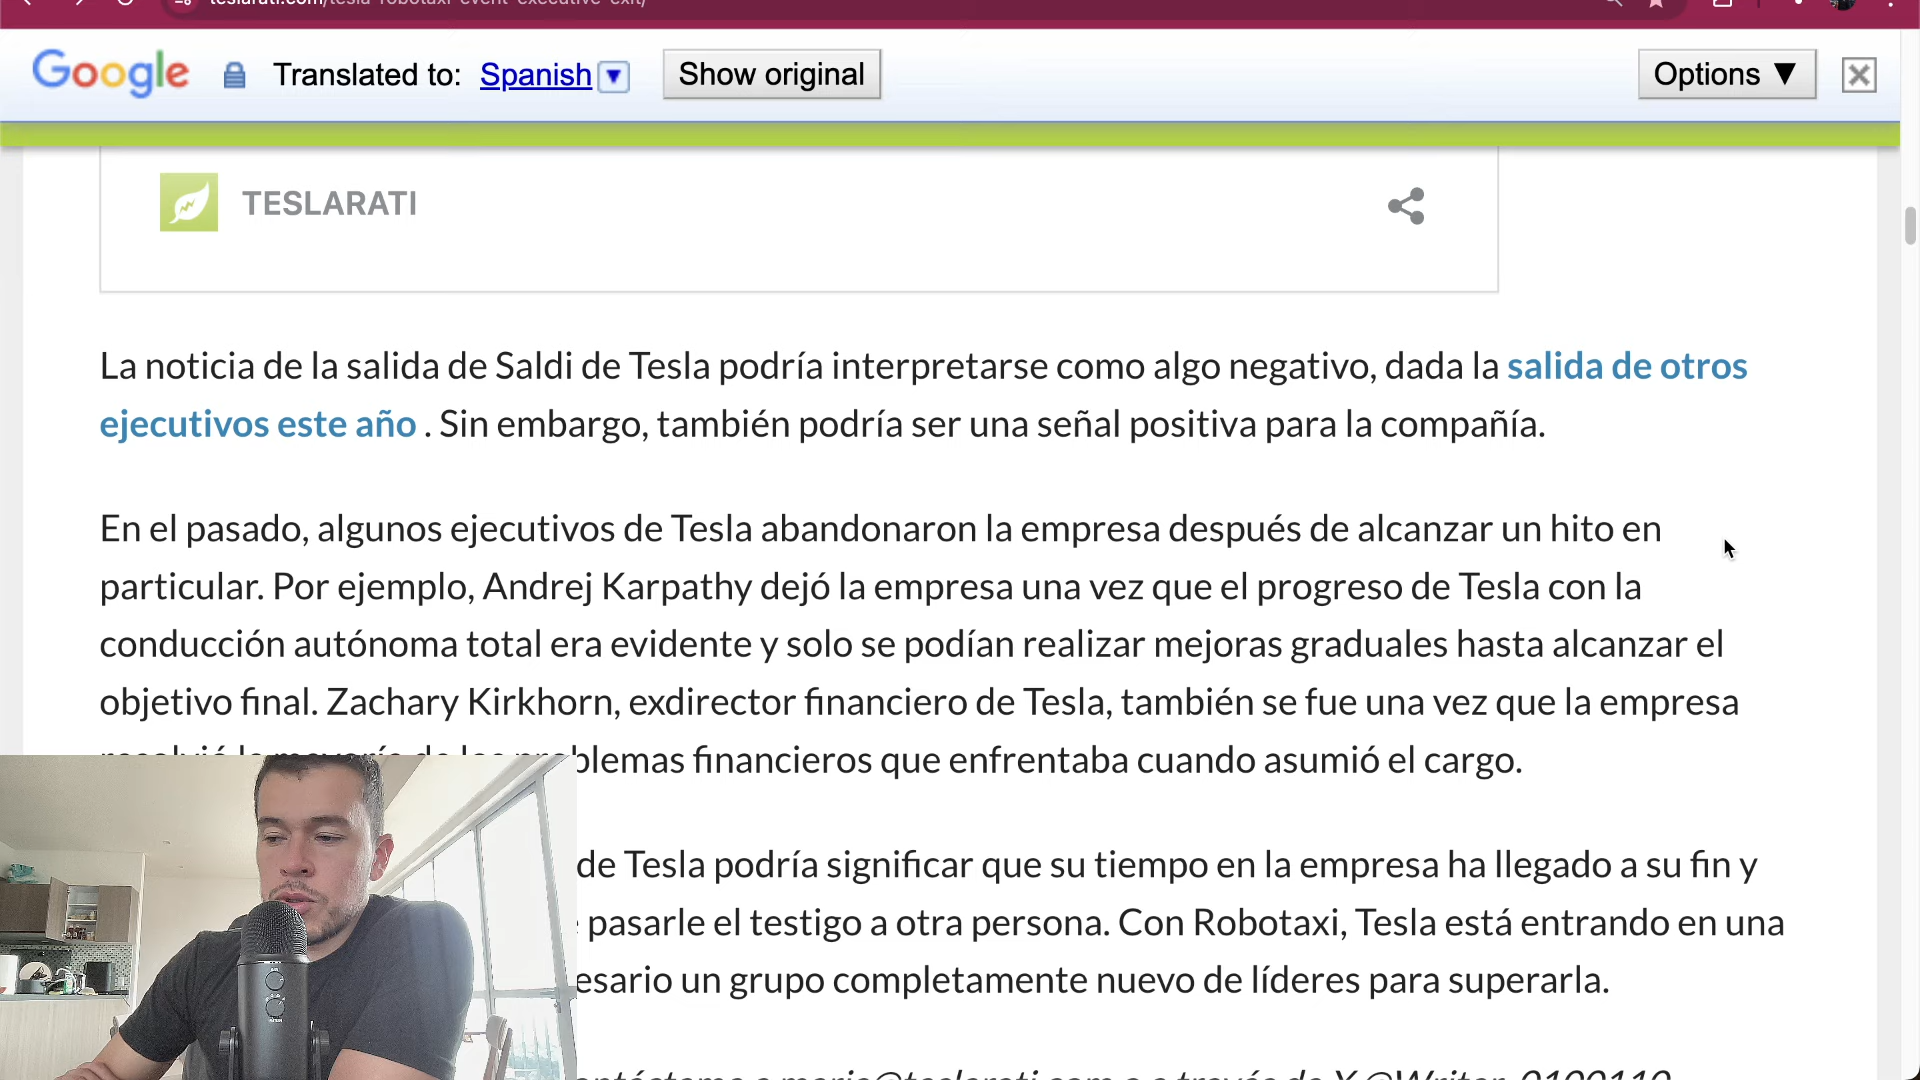 teslarati.com/tesla-robotaxi-event-executive-exit/
Google Translated to: Spanish ▼ Show original Options ▼
TESLARATI
La noticia de la salida de Saldi de Tesla podría interpretarse como algo negativo, dada la salida de otros
ejecutivos este año . Sin embargo, también podría ser una señal positiva para la compañía.
En el pasado, algunos ejecutivos de Tesla abandonaron la empresa después de alcanzar un hito en
particular. Por ejemplo, Andrej Karpathy dejó la empresa una vez que el progreso de Tesla con la
conducción autónoma total era evidente y solo se podían realizar mejoras graduales hasta alcanzar el
objetivo final. Zachary Kirkhorn, exdirector financiero de Tesla, también se fue una vez que la empresa
resolvió la mayoría de los problemas financieros que enfrentaba cuando asumió el cargo.
de Tesla podría significar que su tiempo en la empresa ha llegado a su fin y
pasarle el testigo a otra persona. Con Robotaxi, Tesla está entrando en una
esario un grupo completamente nuevo de líderes para superarla.